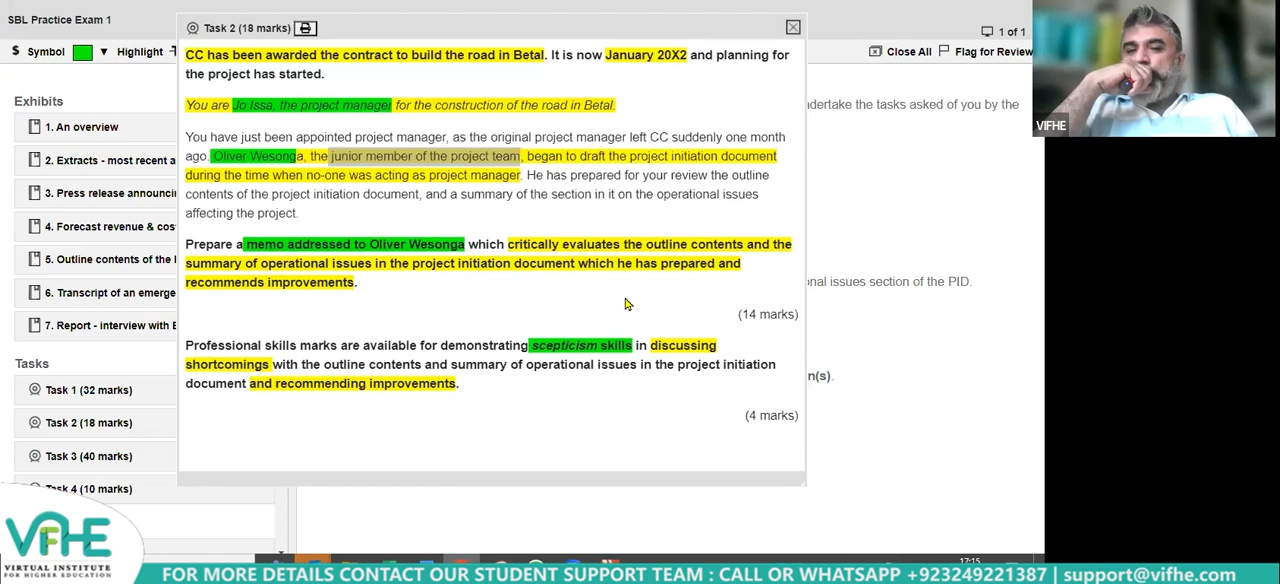 SBL Practice Exam 1
1 of 1
Symbol
Highlight
Close All
Flag for Review
Exhibits
1. An overview
2. Extracts - most recent a
3. Press release announcin
4. Forecast revenue & cos
5. Outline contents of the
6. Transcript of an emerge
7. Report - interview with E
Tasks
Task 1 (32 marks)
Task 2 (18 marks)
Task 3 (40 marks)
Task 4 (10 marks)
Task 2 (18 marks)
CC has been awarded the contract to build the road in Betal. It is now January 20X2 and planning for
the project has started.
You are Jo Issa, the project manager for the construction of the road in Betal.
You have just been appointed project manager, as the original project manager left CC suddenly one month
ago. Oliver Wesonga, the junior member of the project team, began to draft the project initiation document
during the time when no-one was acting as project manager. He has prepared for your review the outline
contents of the project initiation document, and a summary of the section in it on the operational issues
affecting the project.
Prepare a memo addressed to Oliver Wesonga which critically evaluates the outline contents and the
summary of operational issues in the project initiation document which he has prepared and
recommends improvements.
(14 marks)
Professional skills marks are available for demonstrating scepticism skills in discussing
shortcomings with the outline contents and summary of operational issues in the project initiation
document and recommending improvements.
(4 marks)
ndertake the tasks asked of you by the
onal issues section of the PID.
n(s).
VIFHE
17:15
VIFHE
VIRTUAL INSTITUTE
FOR HIGHER EDUCATION
FOR MORE DETAILS CONTACT OUR STUDENT SUPPORT TEAM : CALL OR WHATSAPP +923249221387 | support@vifhe.com